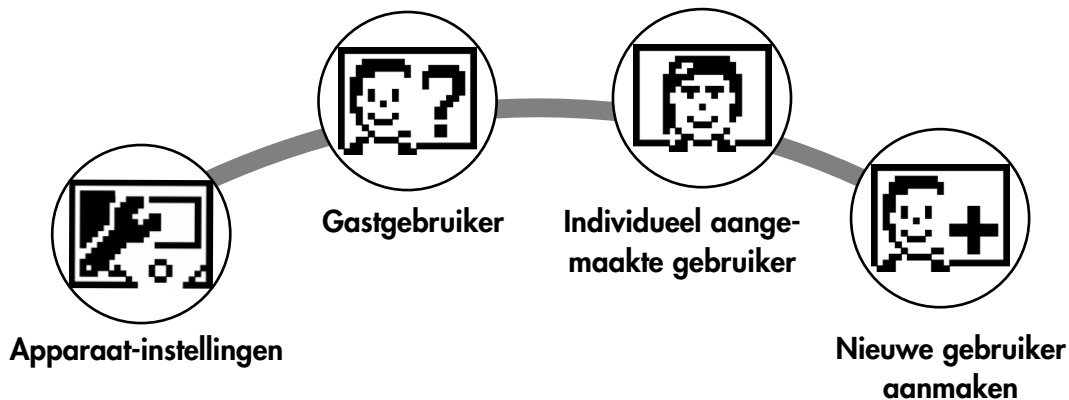 Gastgebruiker
Individueel aange-
maakte gebruiker
Apparaat-instellingen
Nieuwe gebruiker
aanmaken